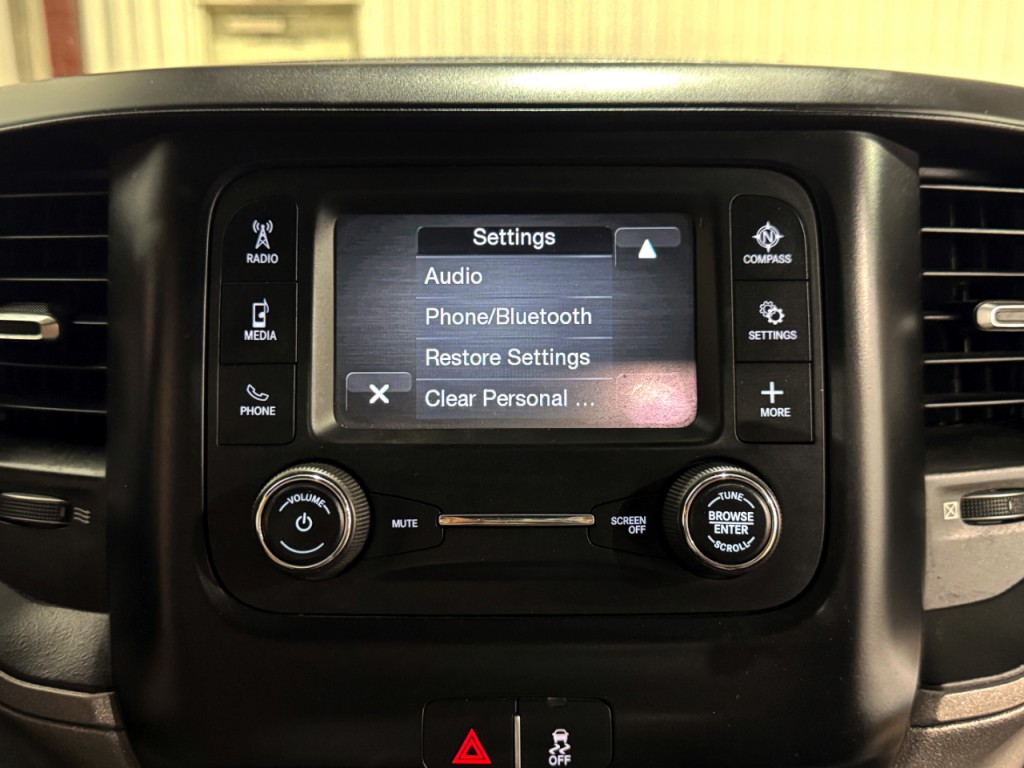 Settings
Audio
Phone/Bluetooth
Restore Settings
Clear Personal ...
RADIO
MEDIA
PHONE
N
COMPASS
SETTINGS
MORE
VOLUME
MUTE
SCREEN
OFF
TUNE
BROWSE
ENTER
SCROLL
OFF